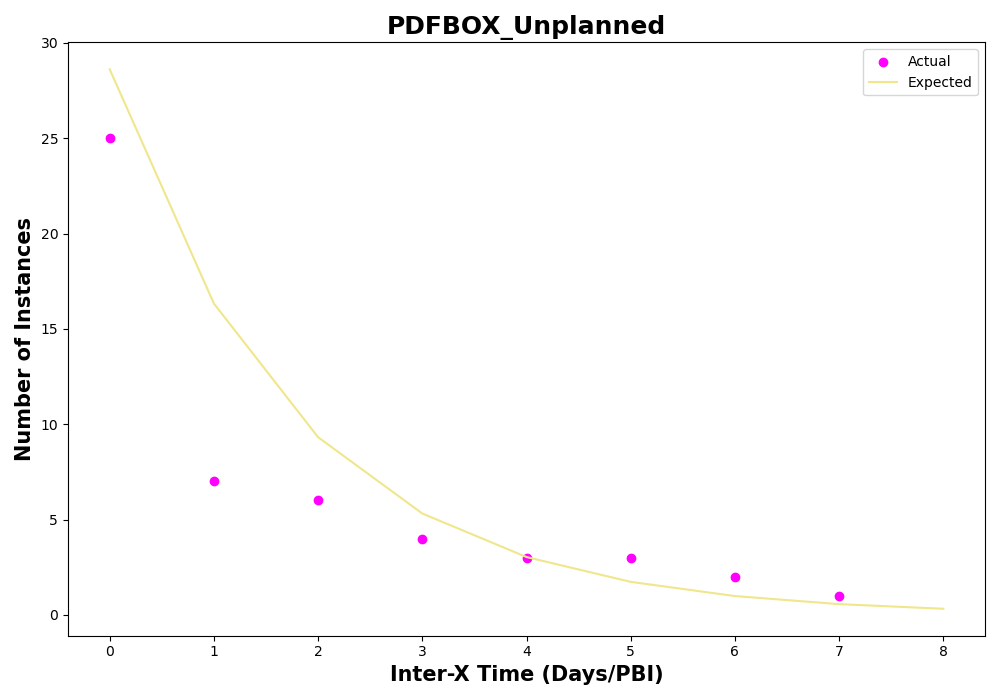 PDFBOX_Unplanned
30
25
20
15
10
5
0
Number of Instances
Actual
Expected
0 1 2 3 4 5 6 7 8
Inter-X Time (Days/PBI)